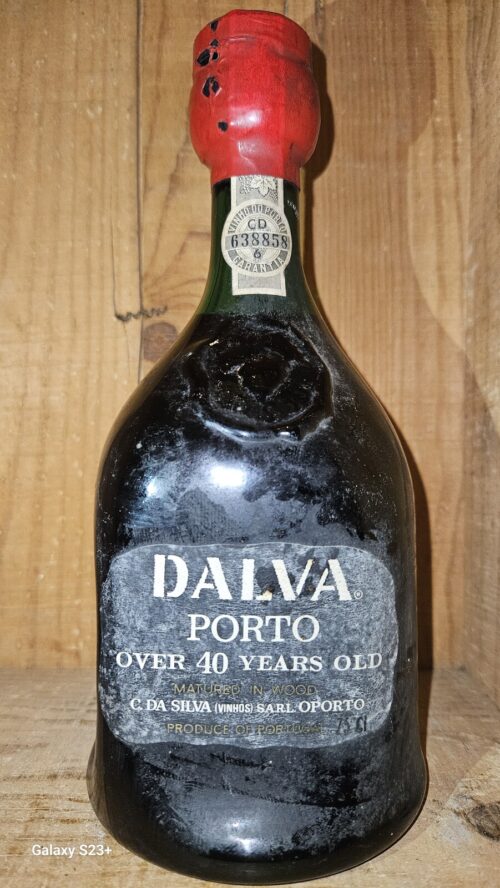 VINHO DO PORTO
CD
638858
6
GARANTIA
DALVA®
PORTO
OVER 40 YEARS OLD
MATURED IN WOOD
C. DA SILVA (VINHOS) SARL OPORTO
PRODUCE OF PORTUGAL 75 Cl
Galaxy S23+